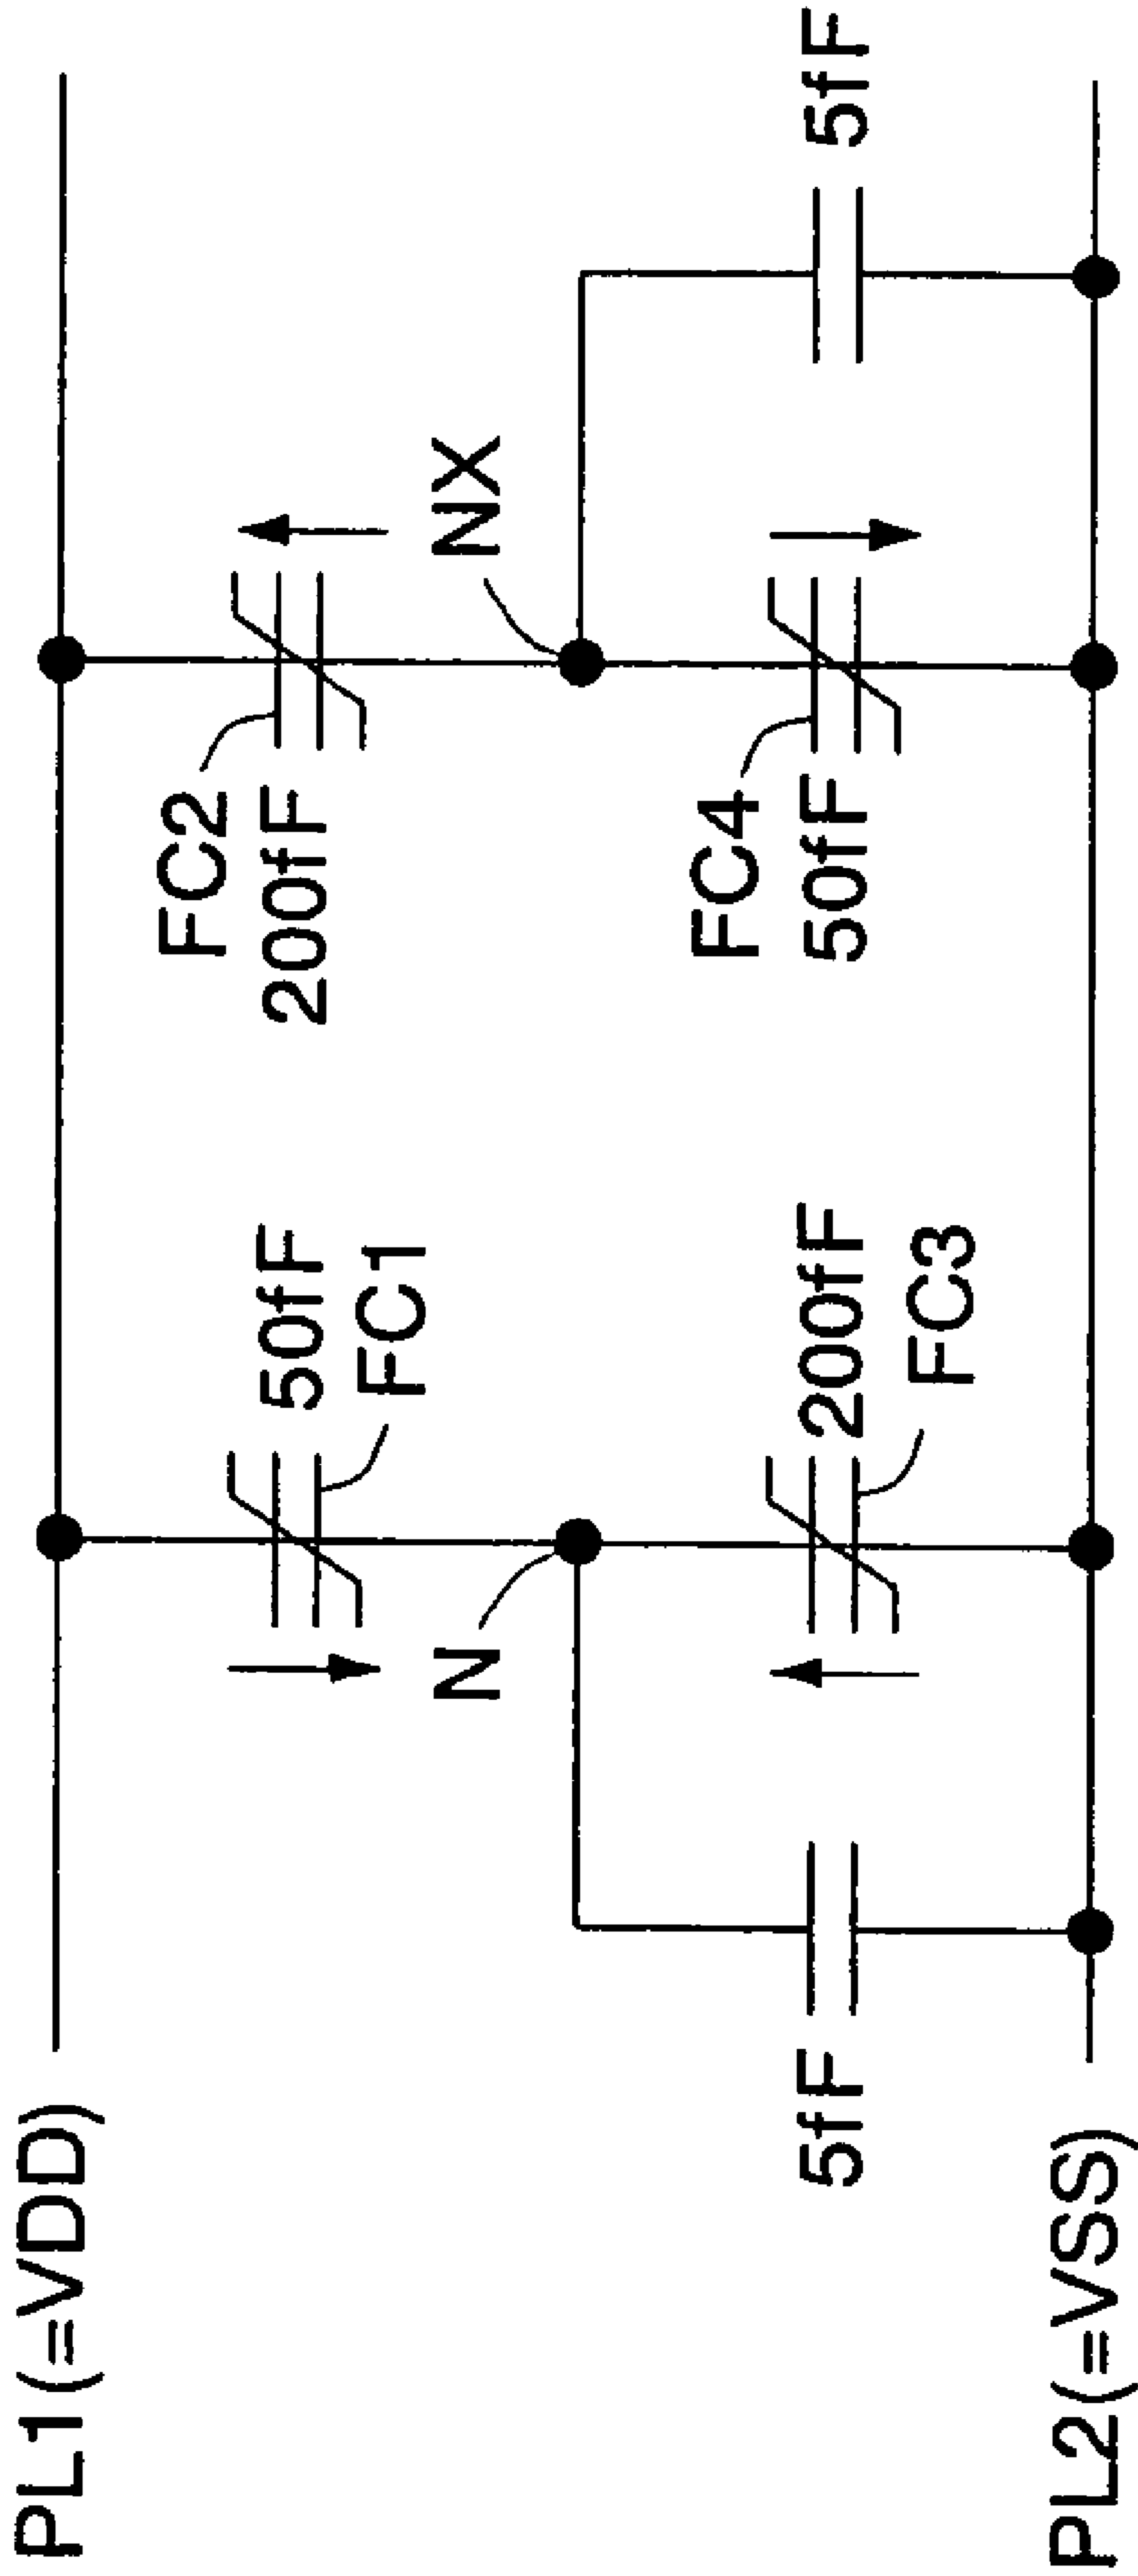 PL1(=VDD)
50fF
FC1
FC2
200fF
N
NX
5fF
200fF
FC3
FC4
50fF
5fF
PL2(=VSS)